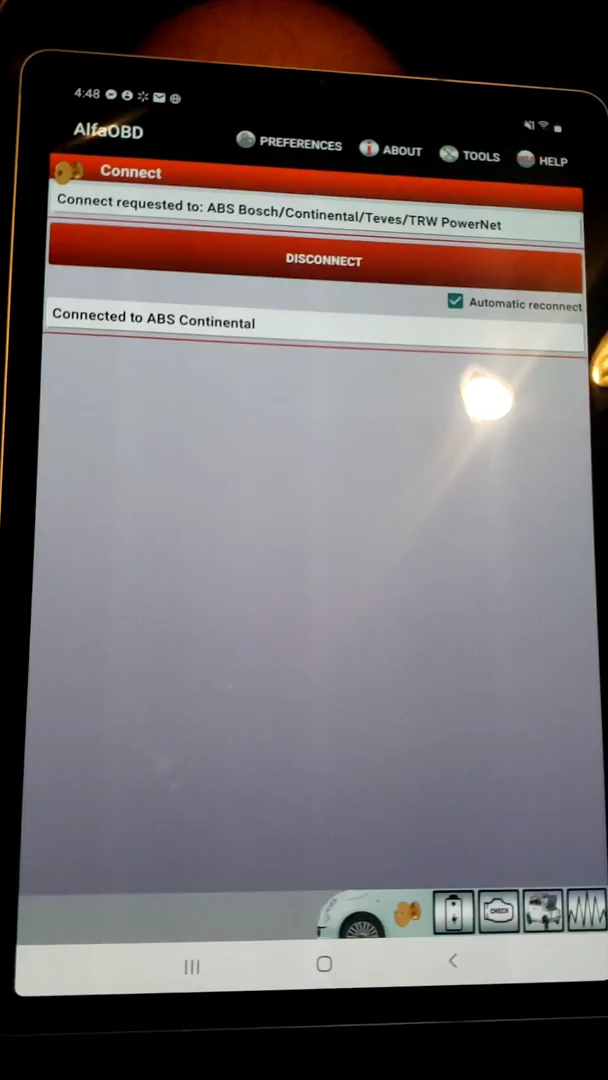 4:48
AlfaOBD
PREFERENCES
ABOUT
TOOLS
HELP
Connect
Connect requested to: ABS Bosch/Continental/Teves/TRW PowerNet
DISCONNECT
Automatic reconnect
Connected to ABS Continental
CHECK